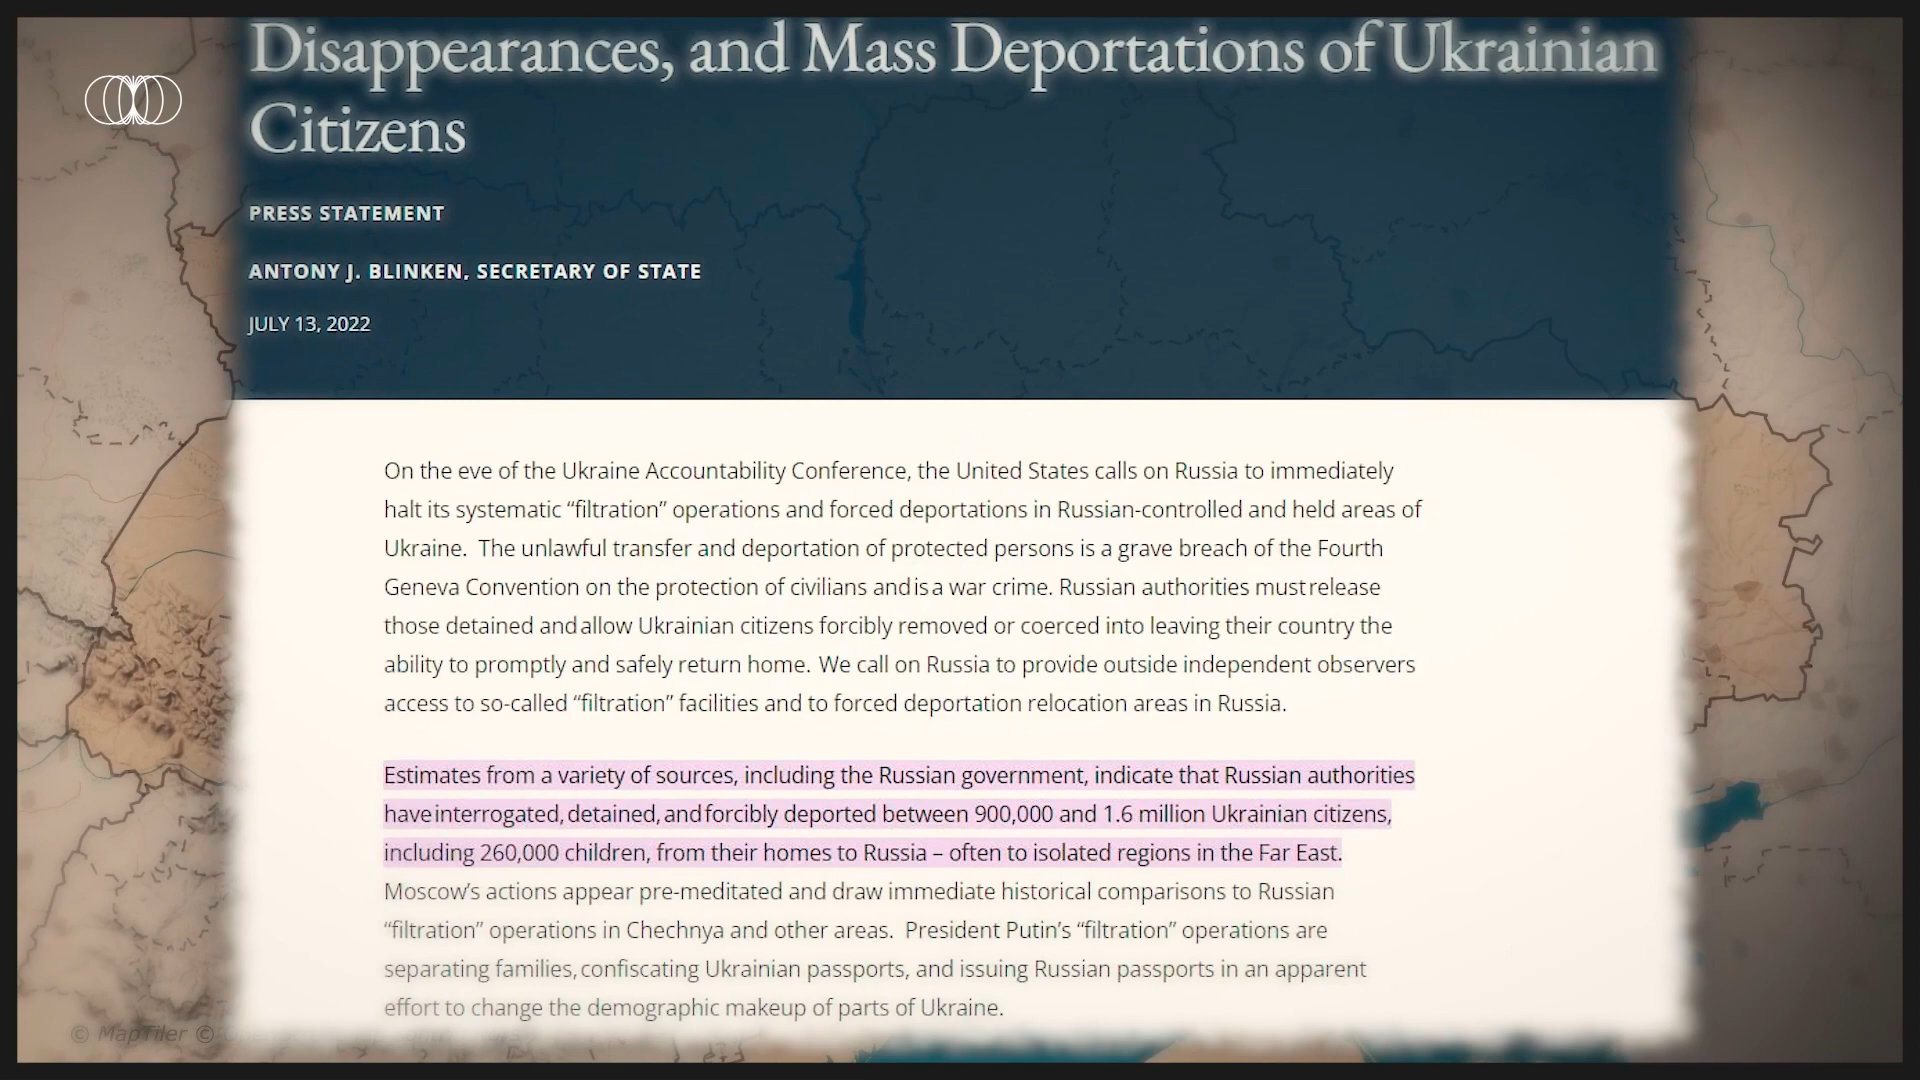 Disappearances, and Mass Deportations of Ukrainian
Citizens
PRESS STATEMENT
ANTONY J. BLINKEN, SECRETARY OF STATE
JULY 13, 2022
On the eve of the Ukraine Accountability Conference, the United States calls on Russia to immediately
halt its systematic “filtration” operations and forced deportations in Russian-controlled and held areas of
Ukraine.  The unlawful transfer and deportation of protected persons is a grave breach of the Fourth
Geneva Convention on the protection of civilians and is a war crime. Russian authorities must release
those detained and allow Ukrainian citizens forcibly removed or coerced into leaving their country the
ability to promptly and safely return home. We call on Russia to provide outside independent observers
access to so-called “filtration” facilities and to forced deportation relocation areas in Russia.
Estimates from a variety of sources, including the Russian government, indicate that Russian authorities
have interrogated, detained, and forcibly deported between 900,000 and 1.6 million Ukrainian citizens,
including 260,000 children, from their homes to Russia – often to isolated regions in the Far East.
Moscow’s actions appear pre-meditated and draw immediate historical comparisons to Russian
“filtration” operations in Chechnya and other areas.  President Putin’s “filtration” operations are
separating families, confiscating Ukrainian passports, and issuing Russian passports in an apparent
effort to change the demographic makeup of parts of Ukraine.
© MapTiler ©